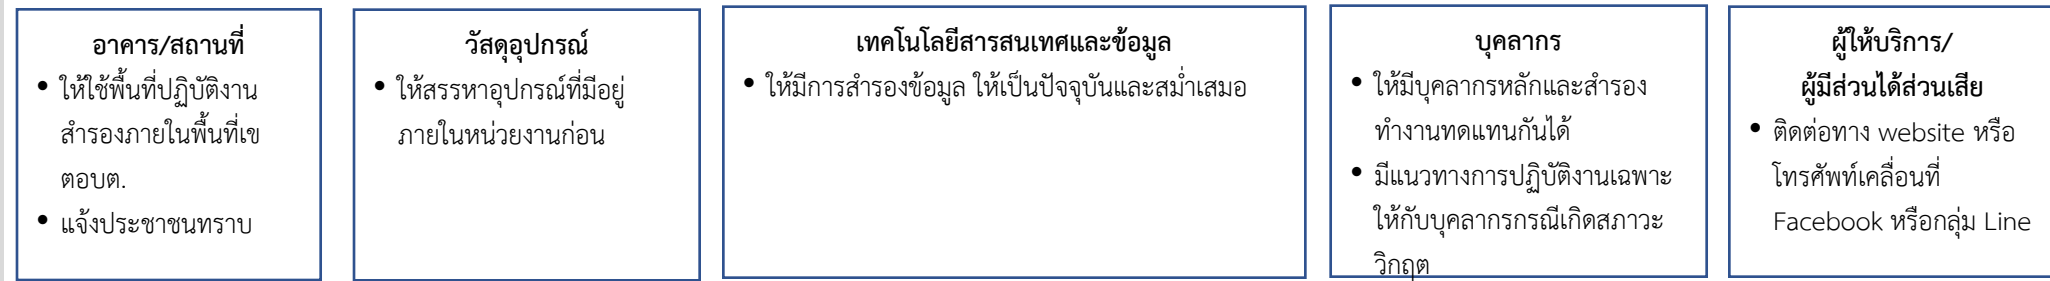 อาคาร/สถานที่
• ให้ใช้พื้นที่ปฏิบัติงาน
สำรองภายในพื้นที่เข
ตอบต.
• แจ้งประชาชนทราบ
วัสดุอุปกรณ์
• ให้สรรหาอุปกรณ์ที่มีอยู่
ภายในหน่วยงานก่อน
เทคโนโลยีสารสนเทศและข้อมูล
• ให้มีการสำรองข้อมูล ให้เป็นปัจจุบันและสม่ำเสมอ
บุคลากร
• ให้มีบุคลากรหลักและสำรอง
ทำงานทดแทนกันได้
• มีแนวทางการปฏิบัติงานเฉพาะ
ให้กับบุคลากรกรณีเกิดสภาวะ
วิกฤต
ผู้ให้บริการ/
ผู้มีส่วนได้ส่วนเสีย
• ติดต่อทาง website หรือ
โทรศัพท์เคลื่อนที่
Facebook หรือกลุ่ม Line